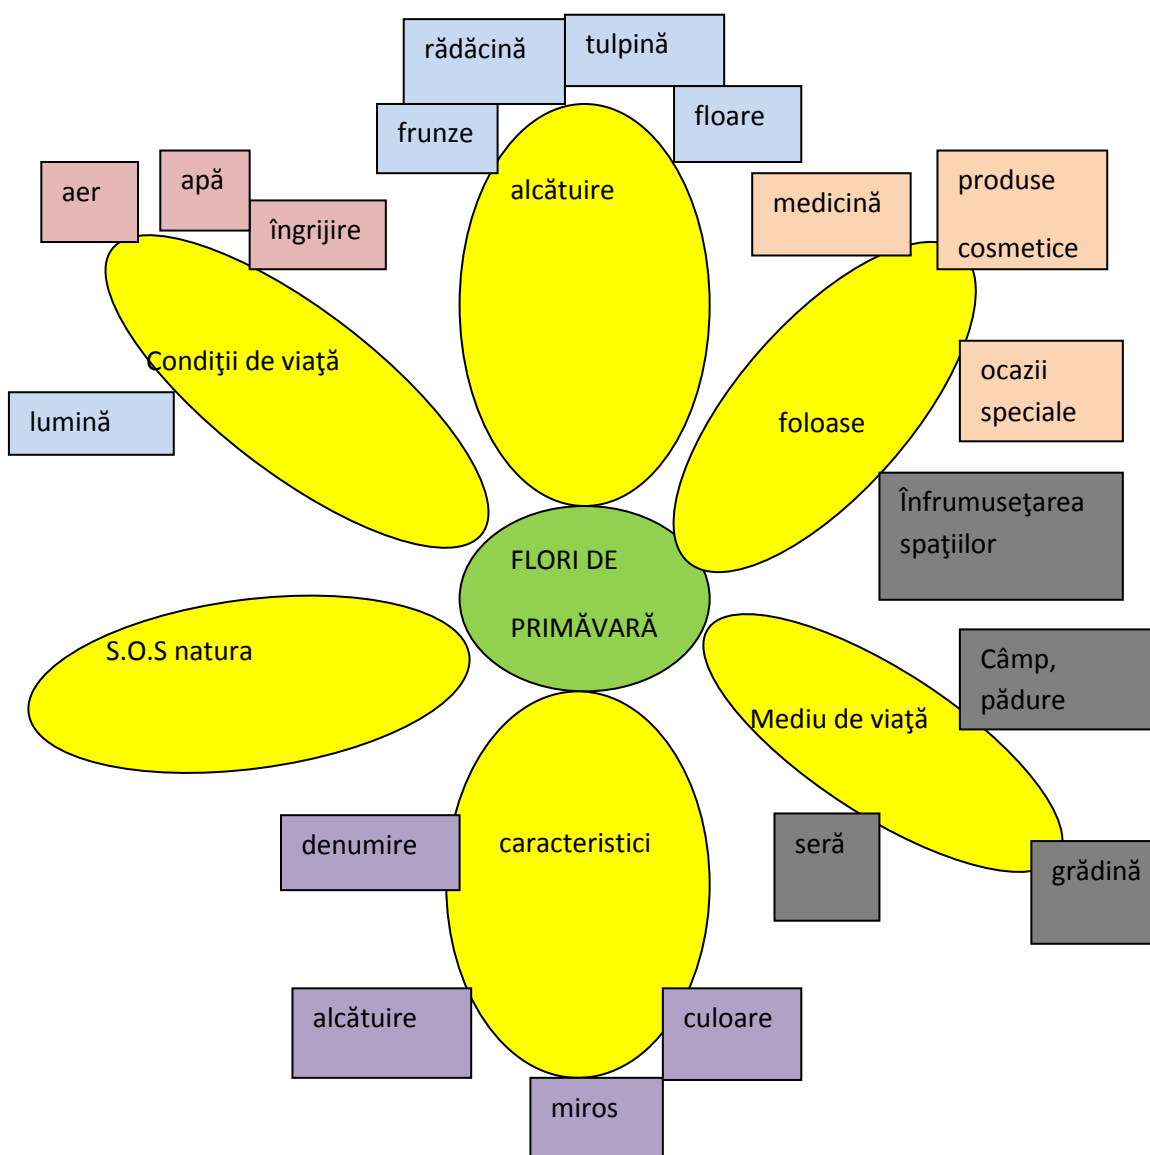 rădăcină
tulpină
frunze
floare
aer
apă
îngrijire
alcătuire
medicină
produse
cosmetice
Condiţii de viaţă
lumină
foloase
ocazii
speciale
Înfrumuseţarea
spaţiilor
FLORI DE
PRIMĂVARĂ
S.O.S natura
Mediu de viaţă
Câmp,
pădure
seră
grădină
denumire
caracteristici
alcătuire
culoare
miros